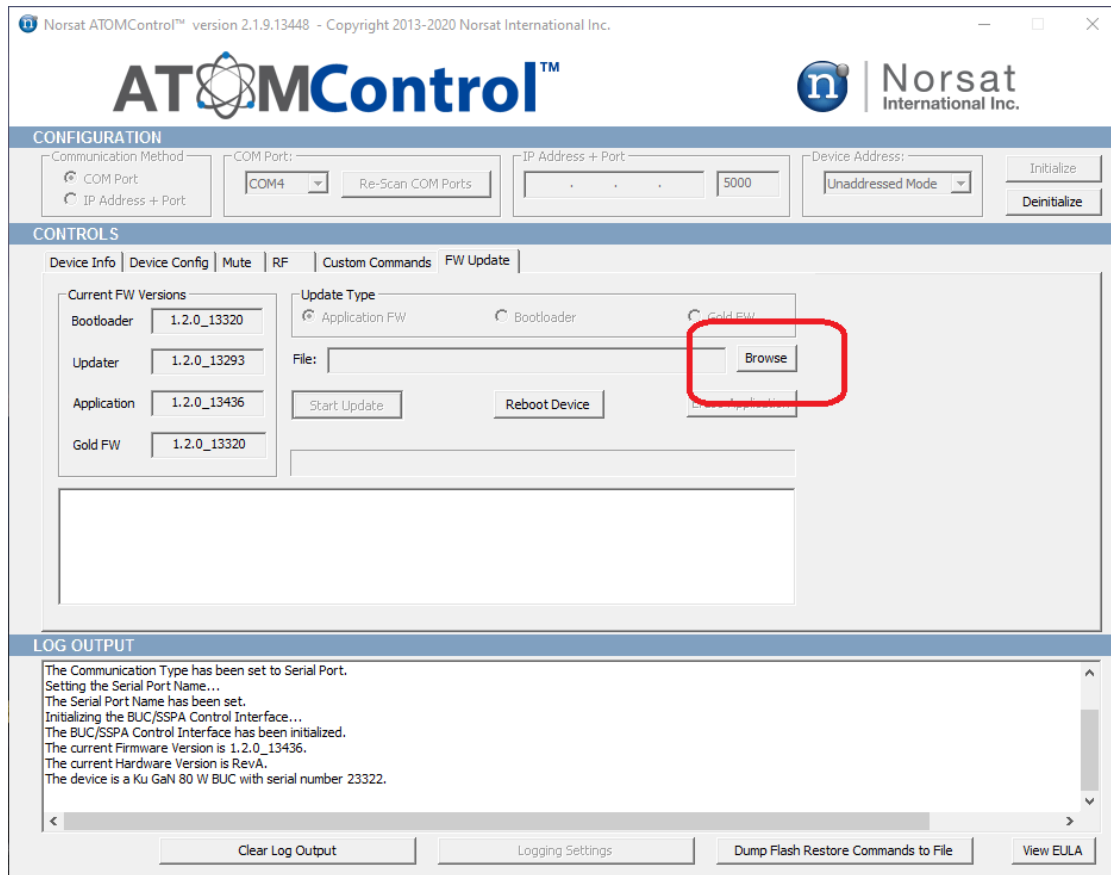 Norsat ATOMControl™ version 2.1.9.13448 - Copyright 2013-2020 Norsat International Inc.
ATOMControl™
n Norsat
International Inc.
CONFIGURATION
Communication Method
COM Port
IP Address + Port
COM Port:
COM4
Re-Scan COM Ports
IP Address + Port
. . . 5000
Device Address:
Unaddressed Mode
Initialize
Deinitialize
CONTROLS
Device Info Device Config Mute RF Custom Commands FW Update
Current FW Versions
Bootloader 1.2.0_13320
Updater 1.2.0_13293
Application 1.2.0_13436
Gold FW 1.2.0_13320
Update Type
Application FW Bootloader Gold FW
File: Browse
Start Update Reboot Device Erase Application
LOG OUTPUT
The Communication Type has been set to Serial Port.
Setting the Serial Port Name...
The Serial Port Name has been set.
Initializing the BUC/SSPA Control Interface...
The BUC/SSPA Control Interface has been initialized.
The current Firmware Version is 1.2.0_13436.
The current Hardware Version is RevA.
The device is a Ku GaN 80 W BUC with serial number 23322.
Clear Log Output Logging Settings Dump Flash Restore Commands to File View EULA